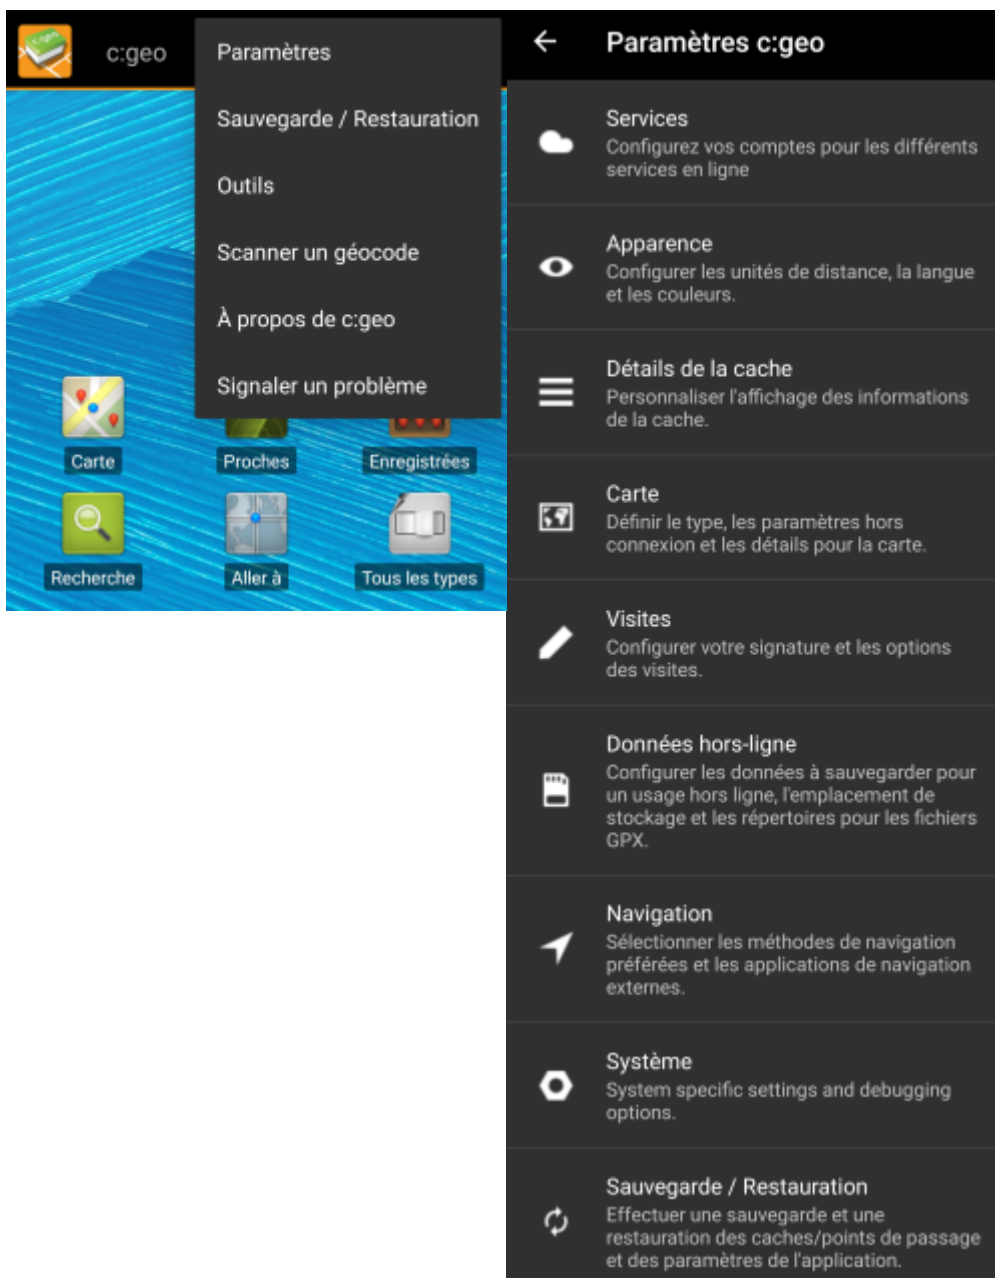 c:geo
Paramètres
Sauvegarde / Restauration
Outils
Scanner un géocode
À propos de c:geo
Signaler un problème
Carte
Proches
Enregistrées
Recherche
Aller à
Tous les types
Paramètres c:geo
Services
Configurez vos comptes pour les différents
services en ligne
Apparence
Configurer les unités de distance, la langue
et les couleurs.
Détails de la cache
Personnaliser l'affichage des informations
de la cache.
Carte
Définir le type, les paramètres hors
connexion et les détails pour la carte.
Visites
Configurer votre signature et les options
des visites.
Données hors-ligne
Configurer les données à sauvegarder pour
un usage hors ligne, l'emplacement de
stockage et les répertoires pour les fichiers
GPX.
Navigation
Sélectionner les méthodes de navigation
préférées et les applications de navigation
externes.
Système
System specific settings and debugging
options.
Sauvegarde / Restauration
Effectuer une sauvegarde et une
restauration des caches/points de passage
et des paramètres de l'application.